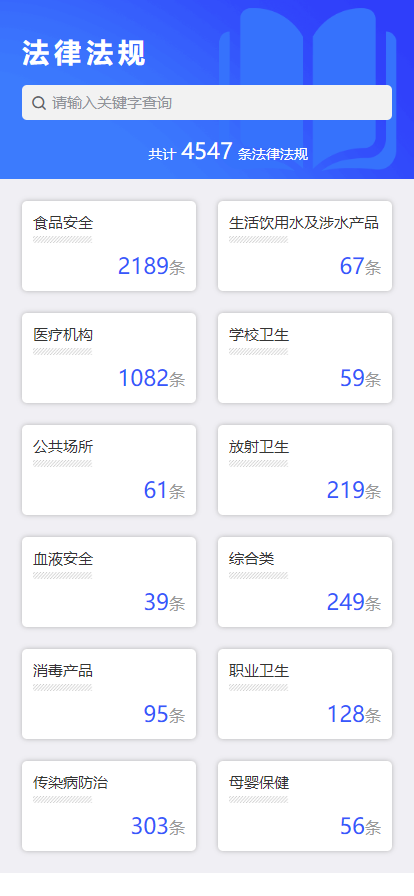 法律法规
请输入关键字查询
共计 4547 条法律法规
食品安全
2189条
生活饮用水及涉水产品
67条
医疗机构
1082条
学校卫生
59条
公共场所
61条
放射卫生
219条
血液安全
39条
综合类
249条
消毒产品
95条
职业卫生
128条
传染病防治
303条
母婴保健
56条